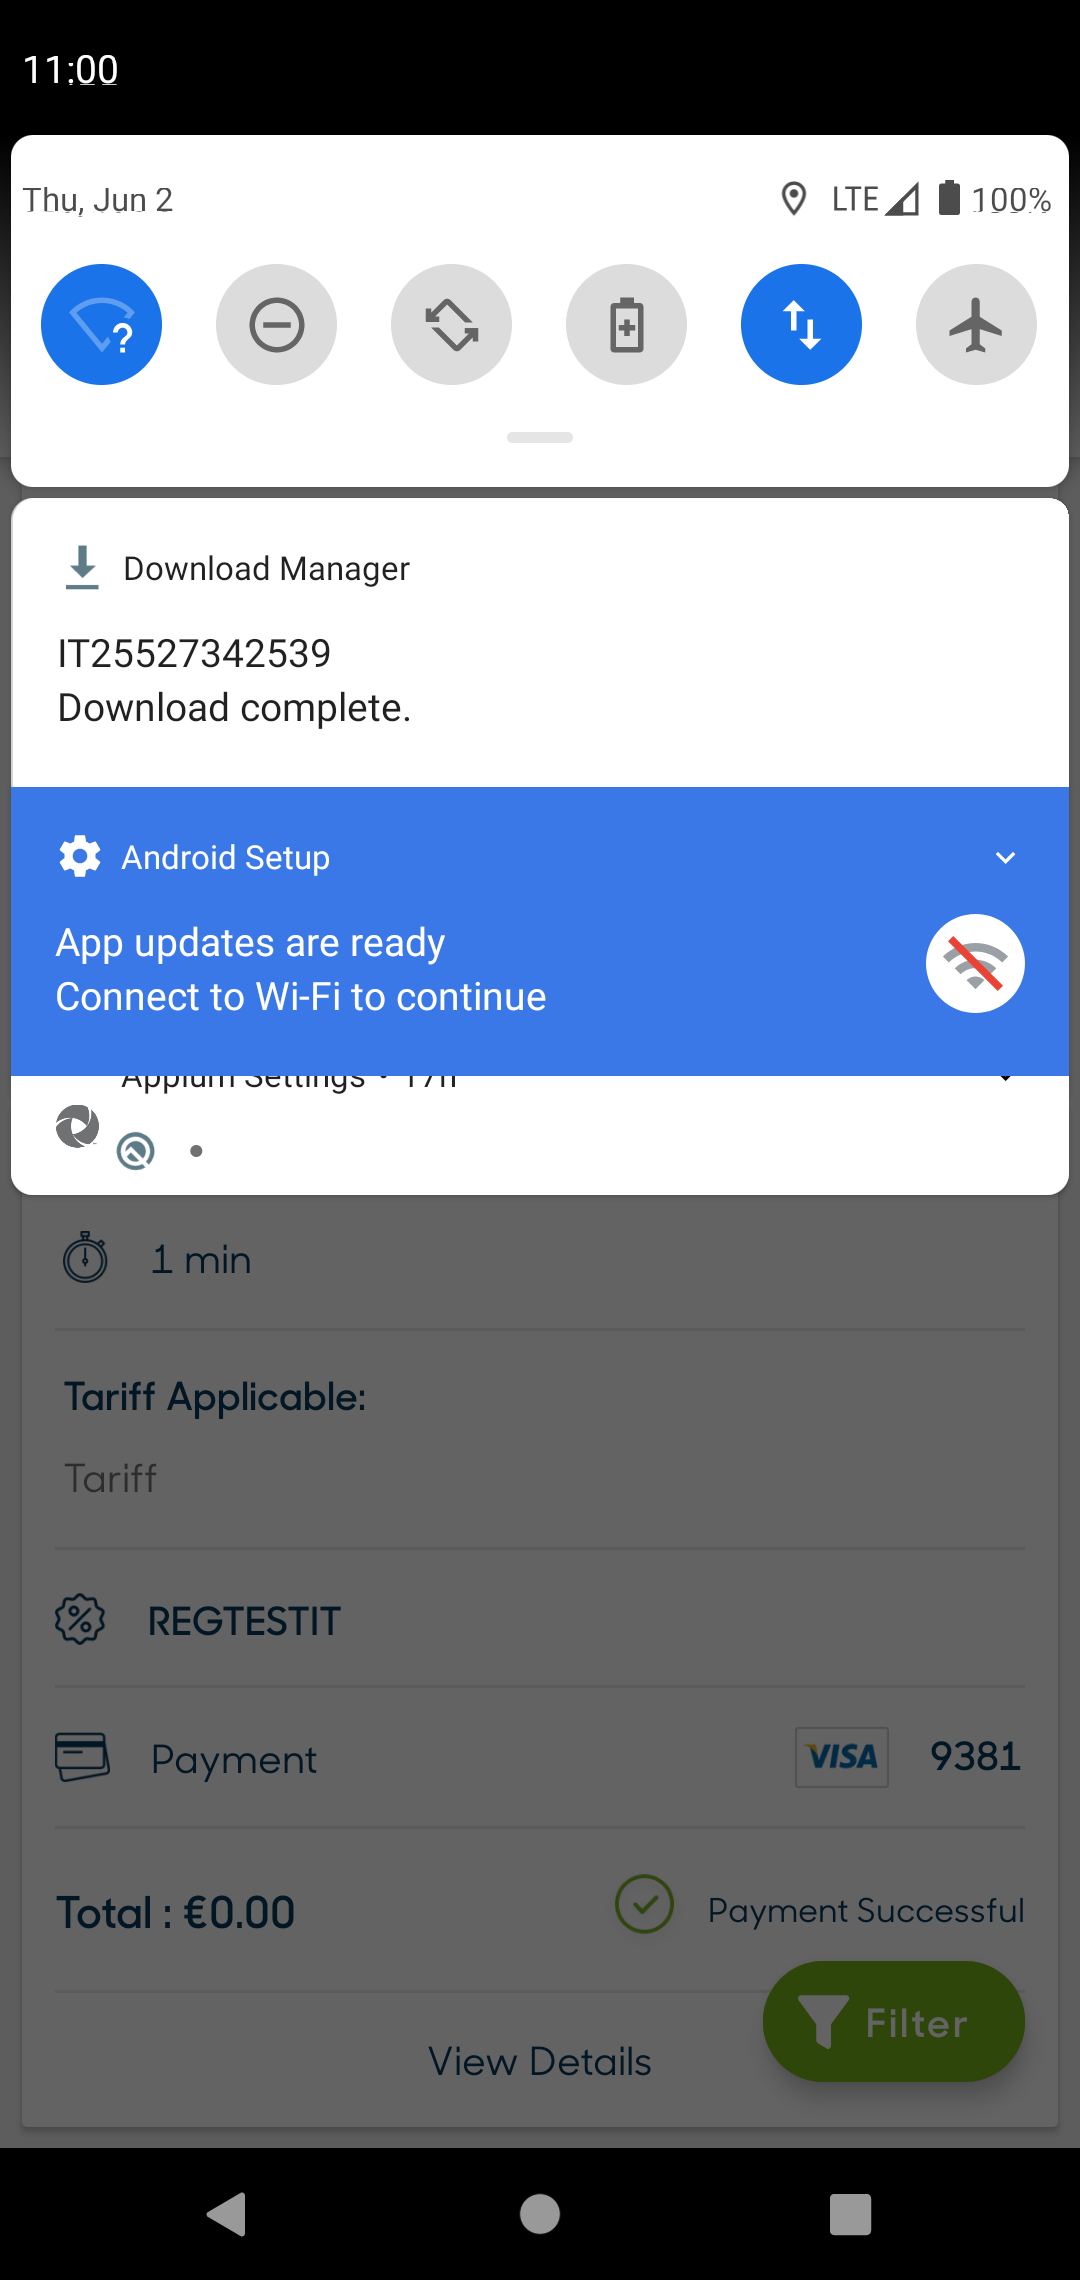 11:00
Thu, Jun 2
LTE
100%
?
Download Manager
IT25527342539
Download complete.
Android Setup
App updates are ready
Connect to Wi-Fi to continue
Appium Settings • 17h
1 min
Tariff Applicable:
Tariff
REGTESTIT
Payment
VISA
9381
Total : €0.00
Payment Successful
Filter
View Details